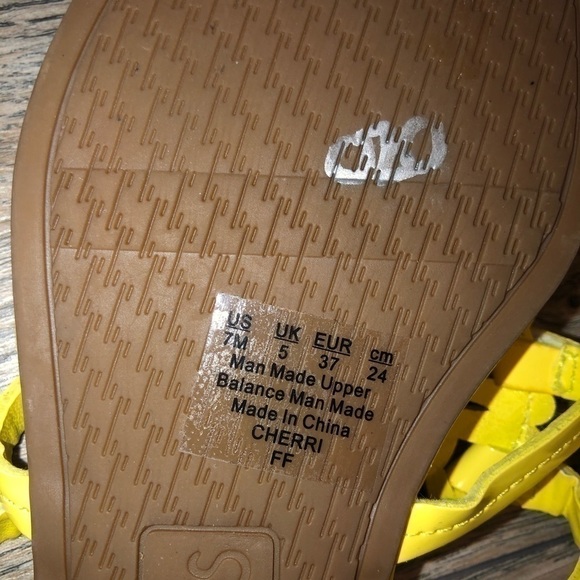 US UK EUR cm
7M 5 37 24
Man Made Upper
Balance Man Made
Made In China
CHERRI
FF
S